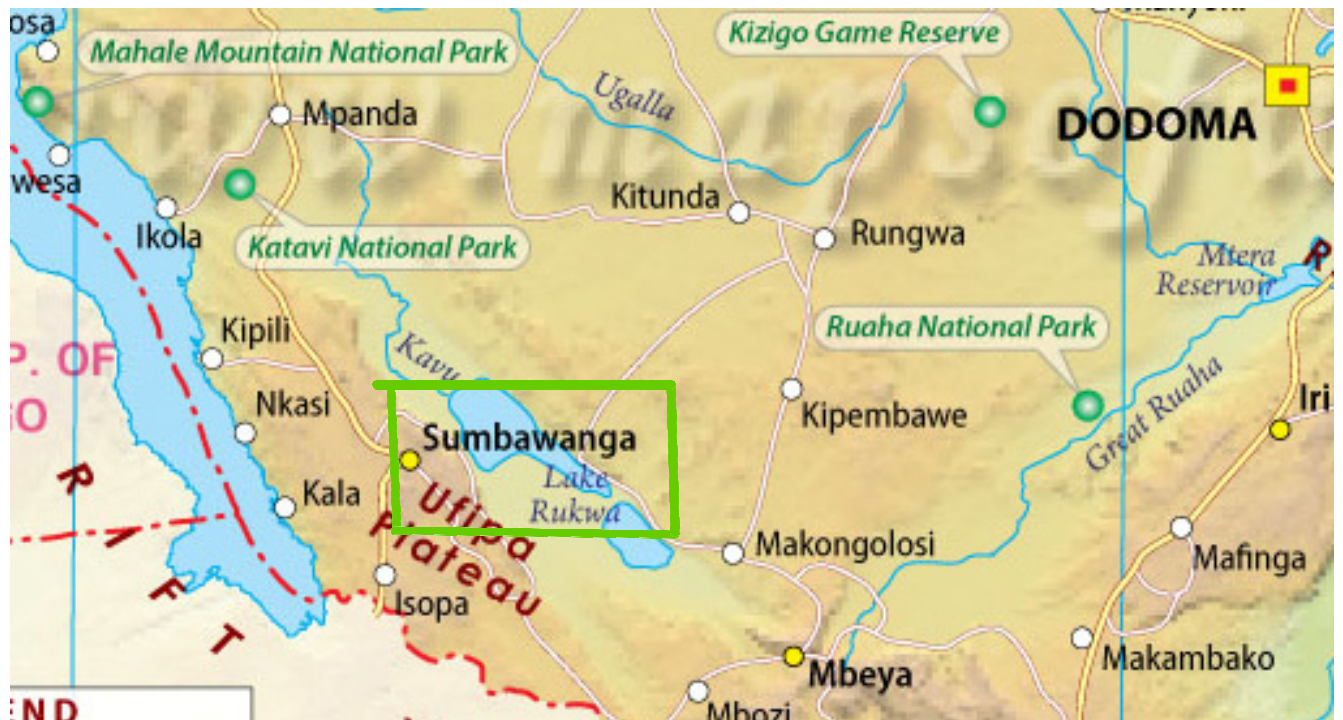 osa
Mahale Mountain National Park
Kizigo Game Reserve
Mpanda
Ugalla
DODOMA
wesa
Kitunda
Ikola
Katavi National Park
Rungwa
Mtera
Reservoir
R
Kipili
Kavu
Ruaha National Park
P. OF
GO
Nkasi
Sumbawanga
Kipembawe
Great Ruaha
Iri
R
I
F
T
Kala
Lake
Rukwa
Ufipa
Plateau
Makongolosi
Mafinga
Isopa
Mbeya
Makambako
END
Mbozi